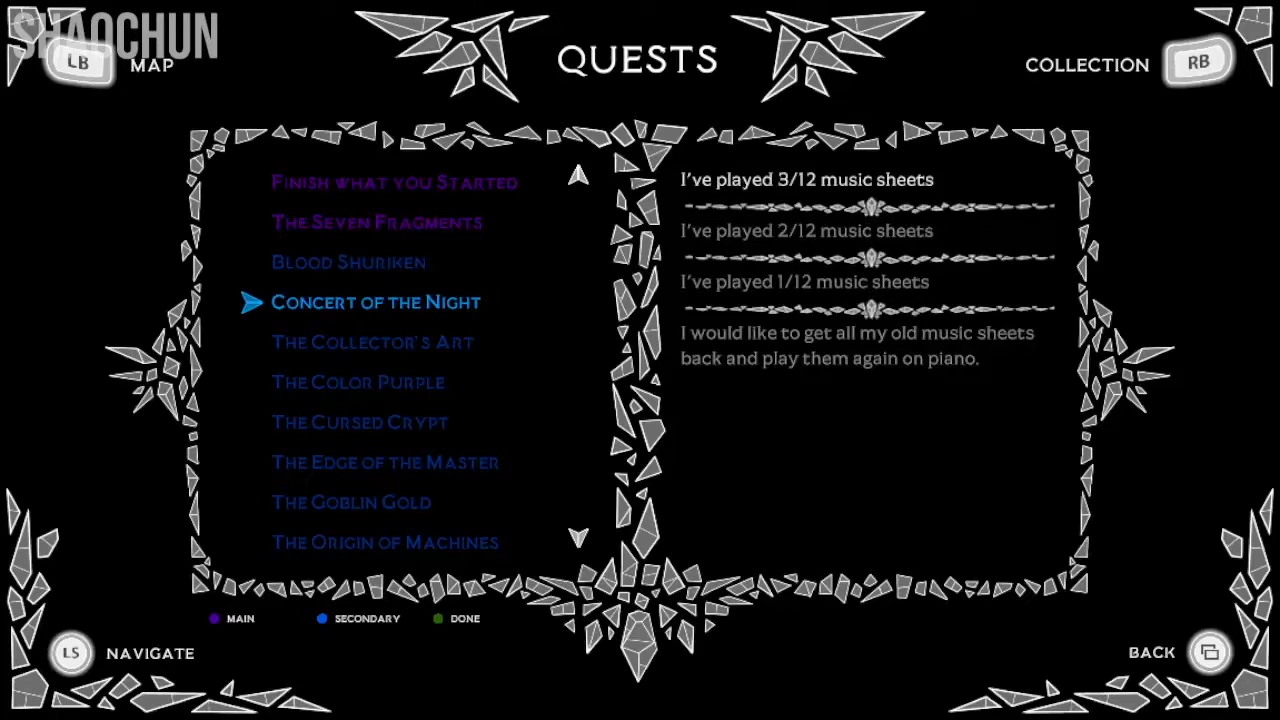 SHAOCHUN
LB MAP
QUESTS
COLLECTION RB
Finish what you Started
The Seven Fragments
Blood Shuriken
Concert of the Night
The Collector's Art
The Color Purple
The Cursed Crypt
The Edge of the Master
The Goblin Gold
The Origin of Machines
I've played 3/12 music sheets
I've played 2/12 music sheets
I've played 1/12 music sheets
I would like to get all my old music sheets
back and play them again on piano.
MAIN SECONDARY DONE
LS NAVIGATE
BACK